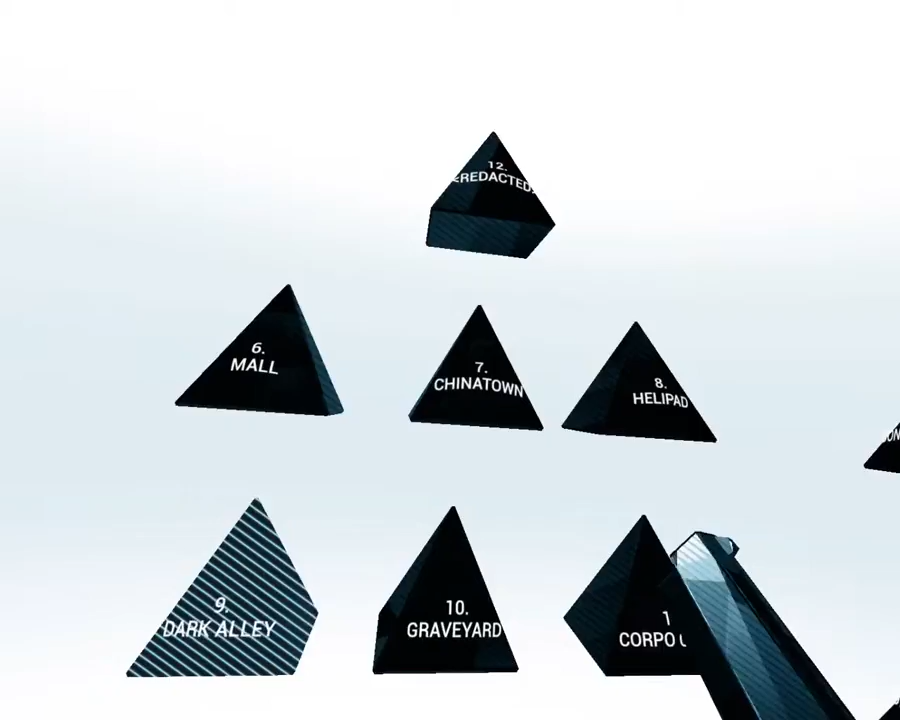 12.
<REDACTED>
6.
MALL
7.
CHINATOWN
8.
HELIPAD
9.
DARK ALLEY
10.
GRAVEYARD
CORPO